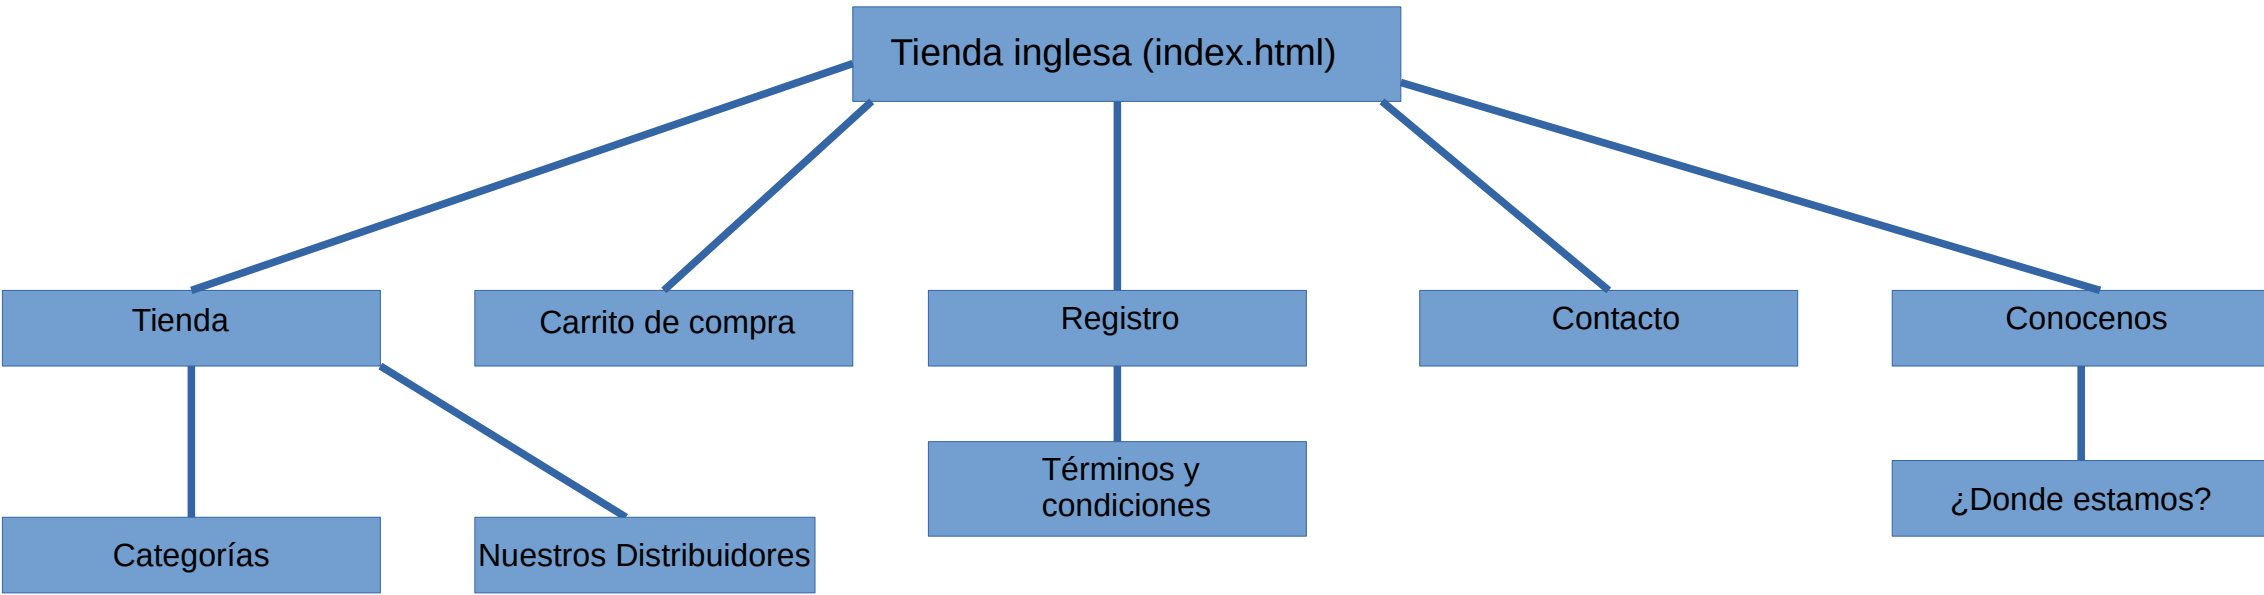 Tienda inglesa (index.html)
Tienda
Carrito de compra
Registro
Contacto
Conocenos
Términos y
condiciones
¿Donde estamos?
Categorías
Nuestros Distribuidores